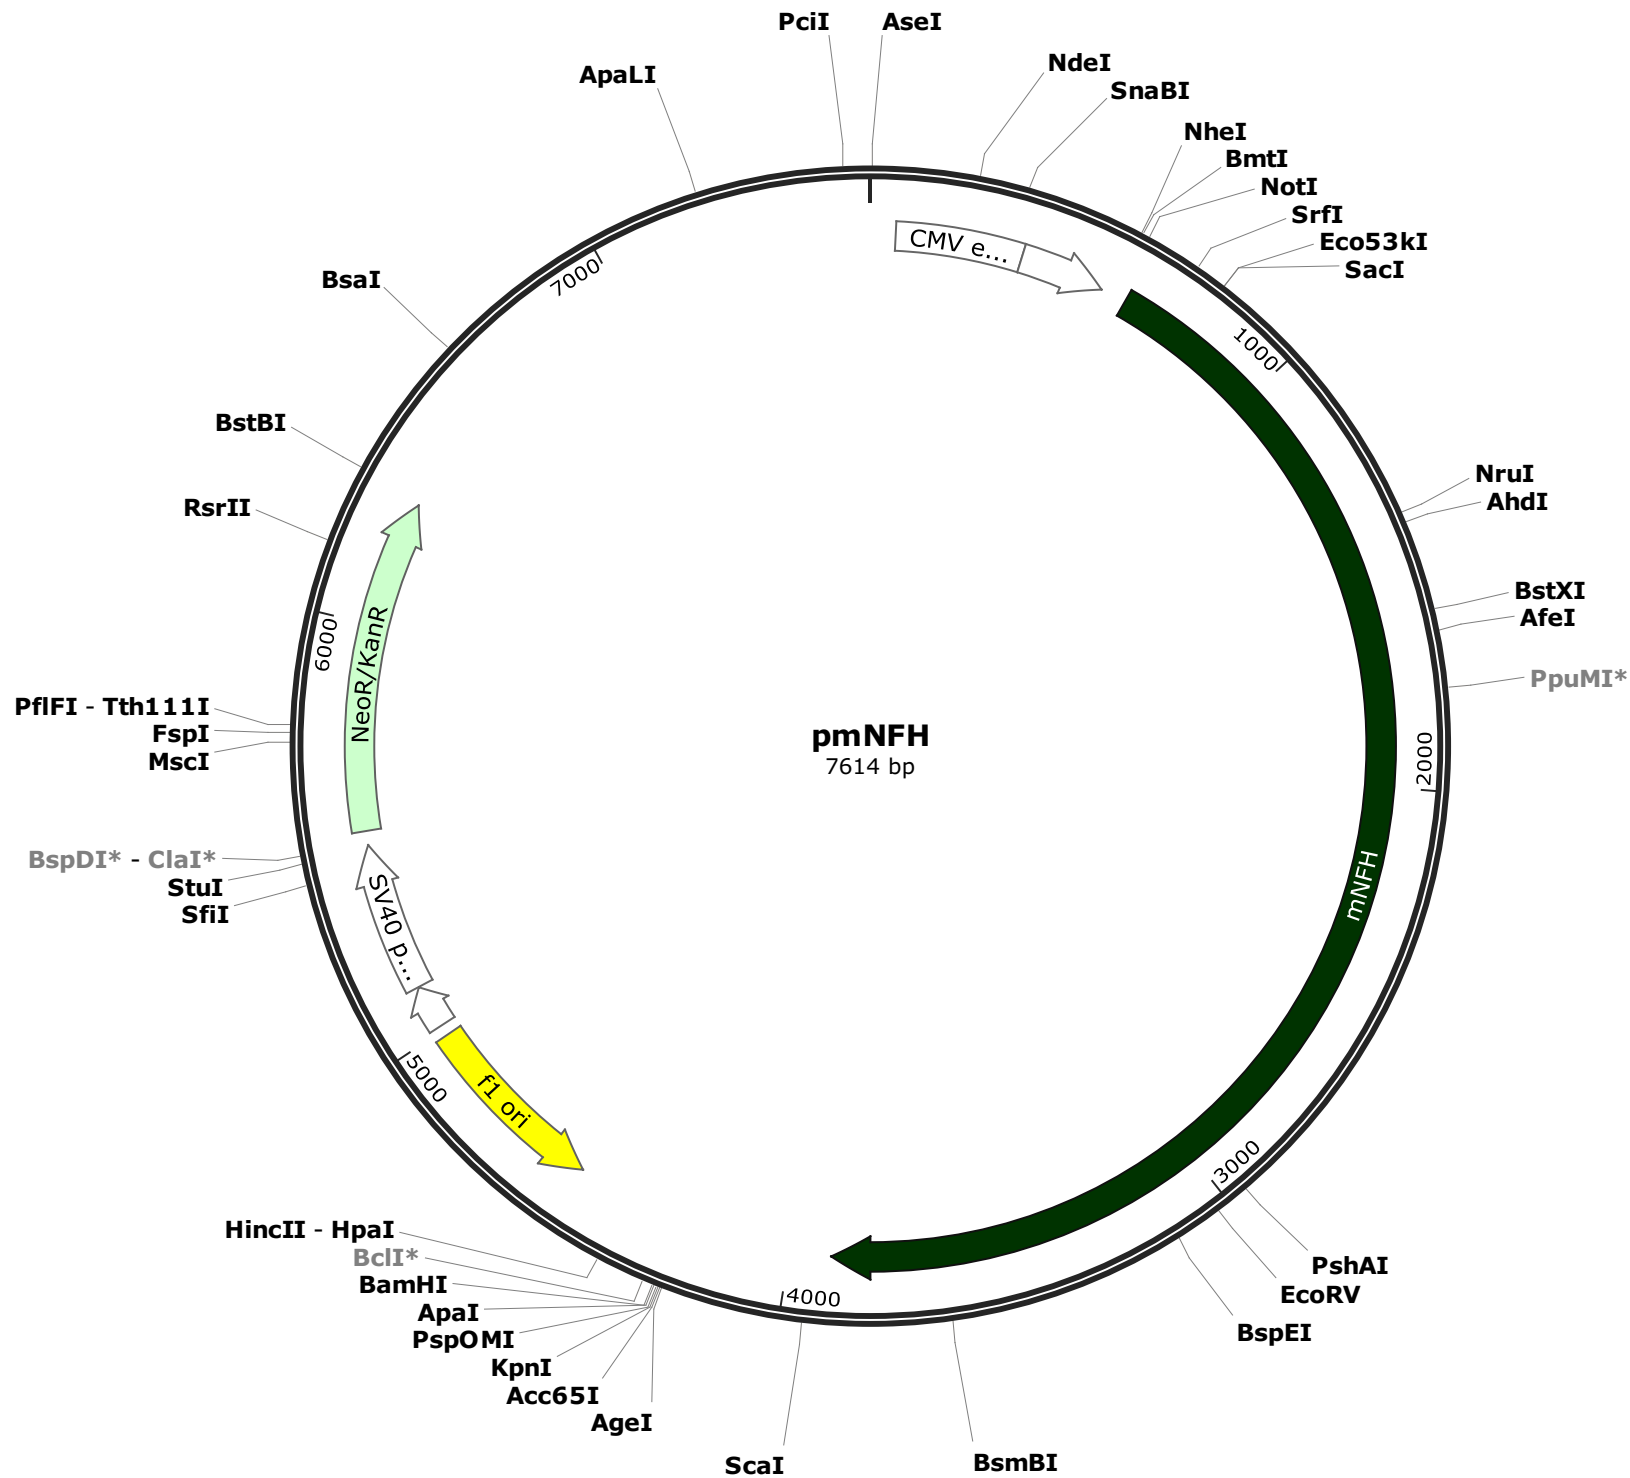 PciI
AseI
NdeI
SnaBI
ApaLI
NheI
BmtI
NotI
SrfI
Eco53kI
SacI
CMV e...
7000
BsaI
1000
BstBI
NruI
AhdI
RsrII
BstXI
AfeI
6000
NeoR/KanR
PpuMI*
PflFI - Tth111I
FspI
MscI
pmNFH
7614 bp
2000
BspDI* - ClaI*
StuI
SfiI
mNFH
SV40 p...
5000
f1 ori
3000
HincII - HpaI
BclI*
BamHI
ApaI
PspOMI
KpnI
Acc65I
AgeI
4000
PshAI
EcoRV
BspEI
ScaI
BsmBI